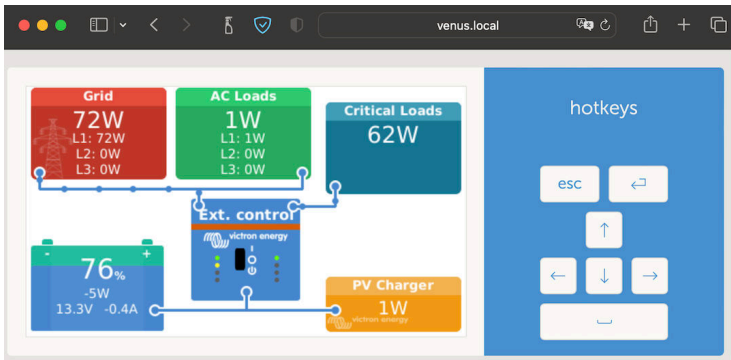 venus.local
Grid
72W
L1: 72W
L2: 0W
L3: 0W
AC Loads
1W
L1: 1W
L2: 0W
L3: 0W
Critical Loads
62W
Ext. control
victron energy
I
O
- +
76%
-5W
13.3V -0.4A
PV Charger
1W
victron energy
hotkeys
esc